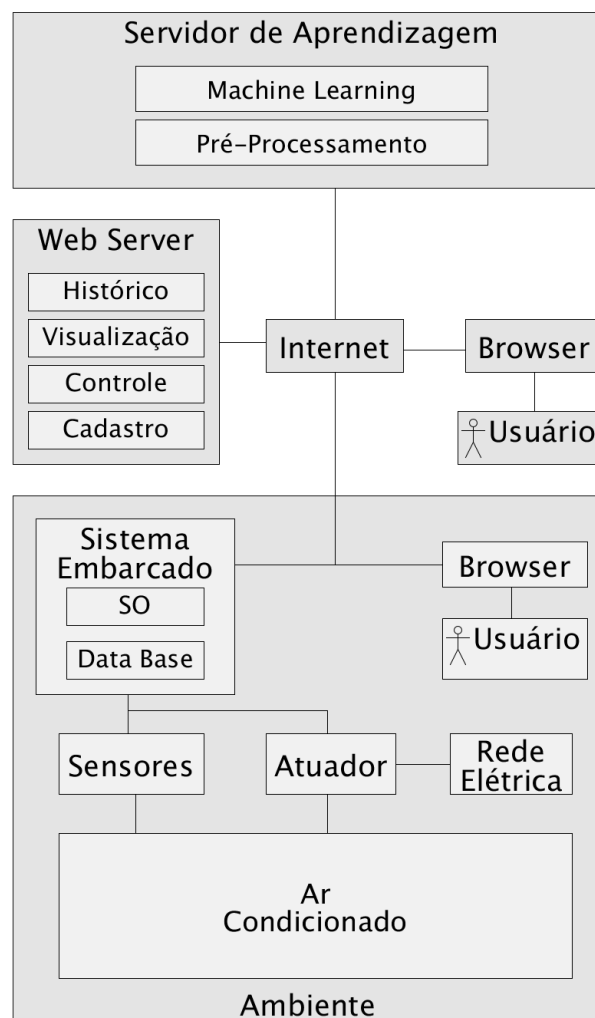 Servidor de Aprendizagem
Machine Learning
Pré-Processamento
Web Server
Histórico
Visualização
Controle
Cadastro
Internet
Browser
Usuário
Sistema
Embarcado
SO
Data Base
Browser
Usuário
Sensores
Atuador
Rede
Elétrica
Ar
Condicionado
Ambiente